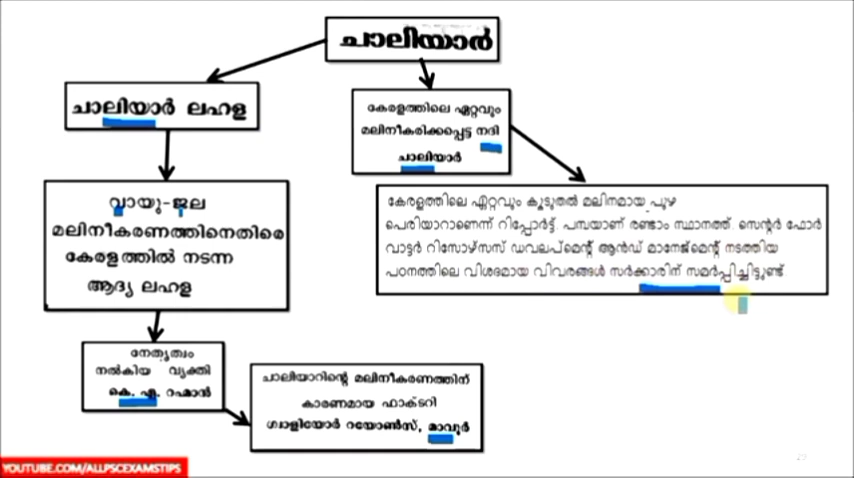 ചാലിയാർ
ചാലിയാർ ലഹള
കേരളത്തിലെ ഏറ്റവും
മലിനീകരിക്കപ്പെട്ട നദി
ചാലിയാർ
വായു-ജല
മലിനീകരണത്തിനെതിരെ
കേരളത്തിൽ നടന്ന
ആദ്യ ലഹള
കേരളത്തിലെ ഏറ്റവും കൂടുതൽ മലിനമായ പുഴ
പെരിയാറാണെന്ന് റിപ്പോർട്ട്. പമ്പയാണ് രണ്ടാം സ്ഥാനത്ത്. സെന്റർ ഫോർ
വാട്ടർ റിസോഴ്സസ് ഡവലപ്മെന്റ് ആൻഡ് മാനേജ്മെന്റ് നടത്തിയ
പഠനത്തിലെ വിശദമായ വിവരങ്ങൾ സർക്കാരിന് സമർപ്പിച്ചിട്ടുണ്ട്.
നേതൃത്വം
നൽകിയ വ്യക്തി
കെ. എ. റഹ്മാൻ
ചാലിയാറിന്റെ മലിനീകരണത്തിന്
കാരണമായ ഫാക്ടറി
ഗ്വാളിയോർ റയോൺസ്, മാവൂർ
YOUTUBE.COM/ALLPSCEXAMSTIPS